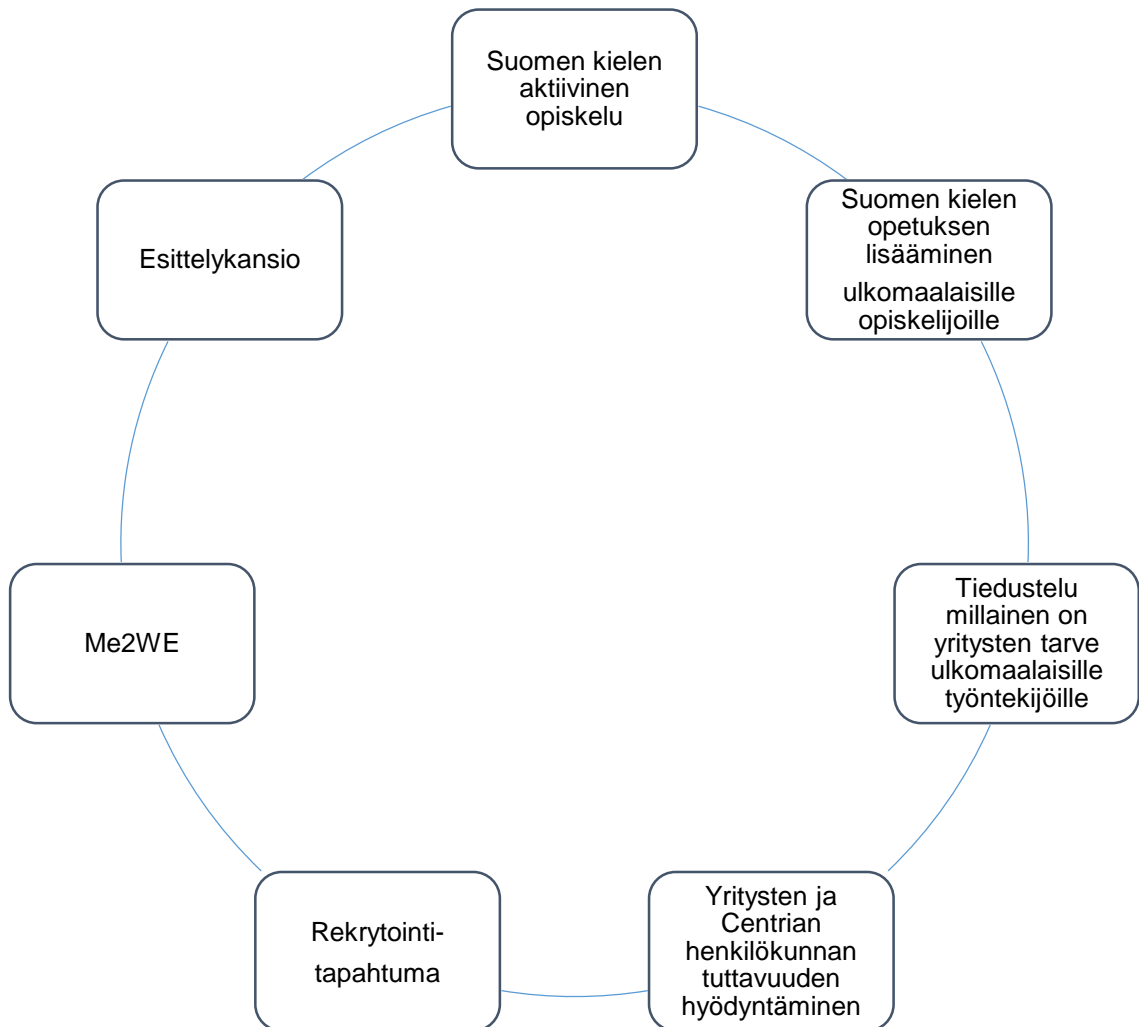 Suomen kielen
aktiivinen
opiskelu
Suomen kielen
opetuksen
lisääminen
ulkomaalaisille
opiskelijoille
Tiedustelu
millainen on
yritysten tarve
ulkomaalaisille
työntekijöille
Yritysten ja
Centrian
henkilökunnan
tuttavuuden
hyödyntäminen
Rekrytointi-
tapahtuma
Me2WE
Esittelykansio